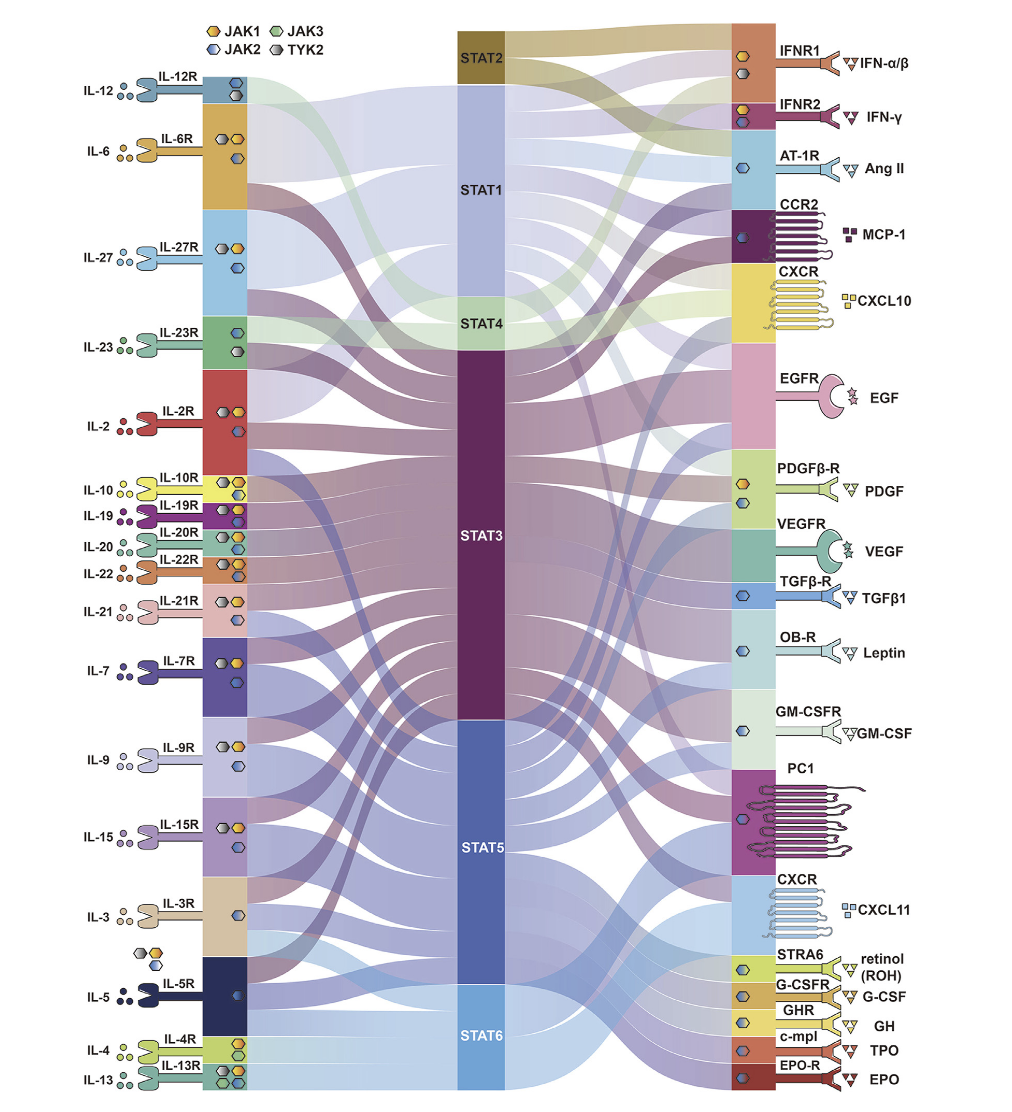 JAK1 JAK3
JAK2 TYK2
IL-12 IL-12R
IL-6 IL-6R
IL-27 IL-27R
IL-23 IL-23R
IL-2 IL-2R
IL-10 IL-10R
IL-19 IL-19R
IL-20 IL-20R
IL-22 IL-22R
IL-21 IL-21R
IL-7 IL-7R
IL-9 IL-9R
IL-15 IL-15R
IL-3 IL-3R
IL-5 IL-5R
IL-4 IL-4R
IL-13 IL-13R
STAT2
STAT1
STAT4
STAT3
STAT5
STAT6
IFNR1 IFN-α/β
IFNR2 IFN-γ
AT-1R Ang II
CCR2 MCP-1
CXCR CXCL10
EGFR EGF
PDGFβ-R PDGF
VEGFR VEGF
TGFβ-R TGFβ1
OB-R Leptin
GM-CSFR GM-CSF
PC1
CXCR CXCL11
STRA6 retinol
(ROH)
G-CSFR G-CSF
GHR GH
c-mpl TPO
EPO-R EPO